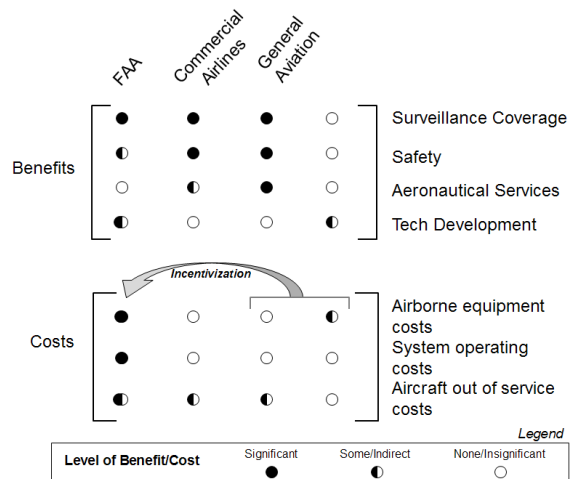 FAA
Commercial
Airlines
General
Aviation
Benefits
Surveillance Coverage
Safety
Aeronautical Services
Tech Development
Incentivization
Costs
Airborne equipment
costs
System operating
costs
Aircraft out of service
costs
Legend
Level of Benefit/Cost
Significant
Some/Indirect
None/Insignificant